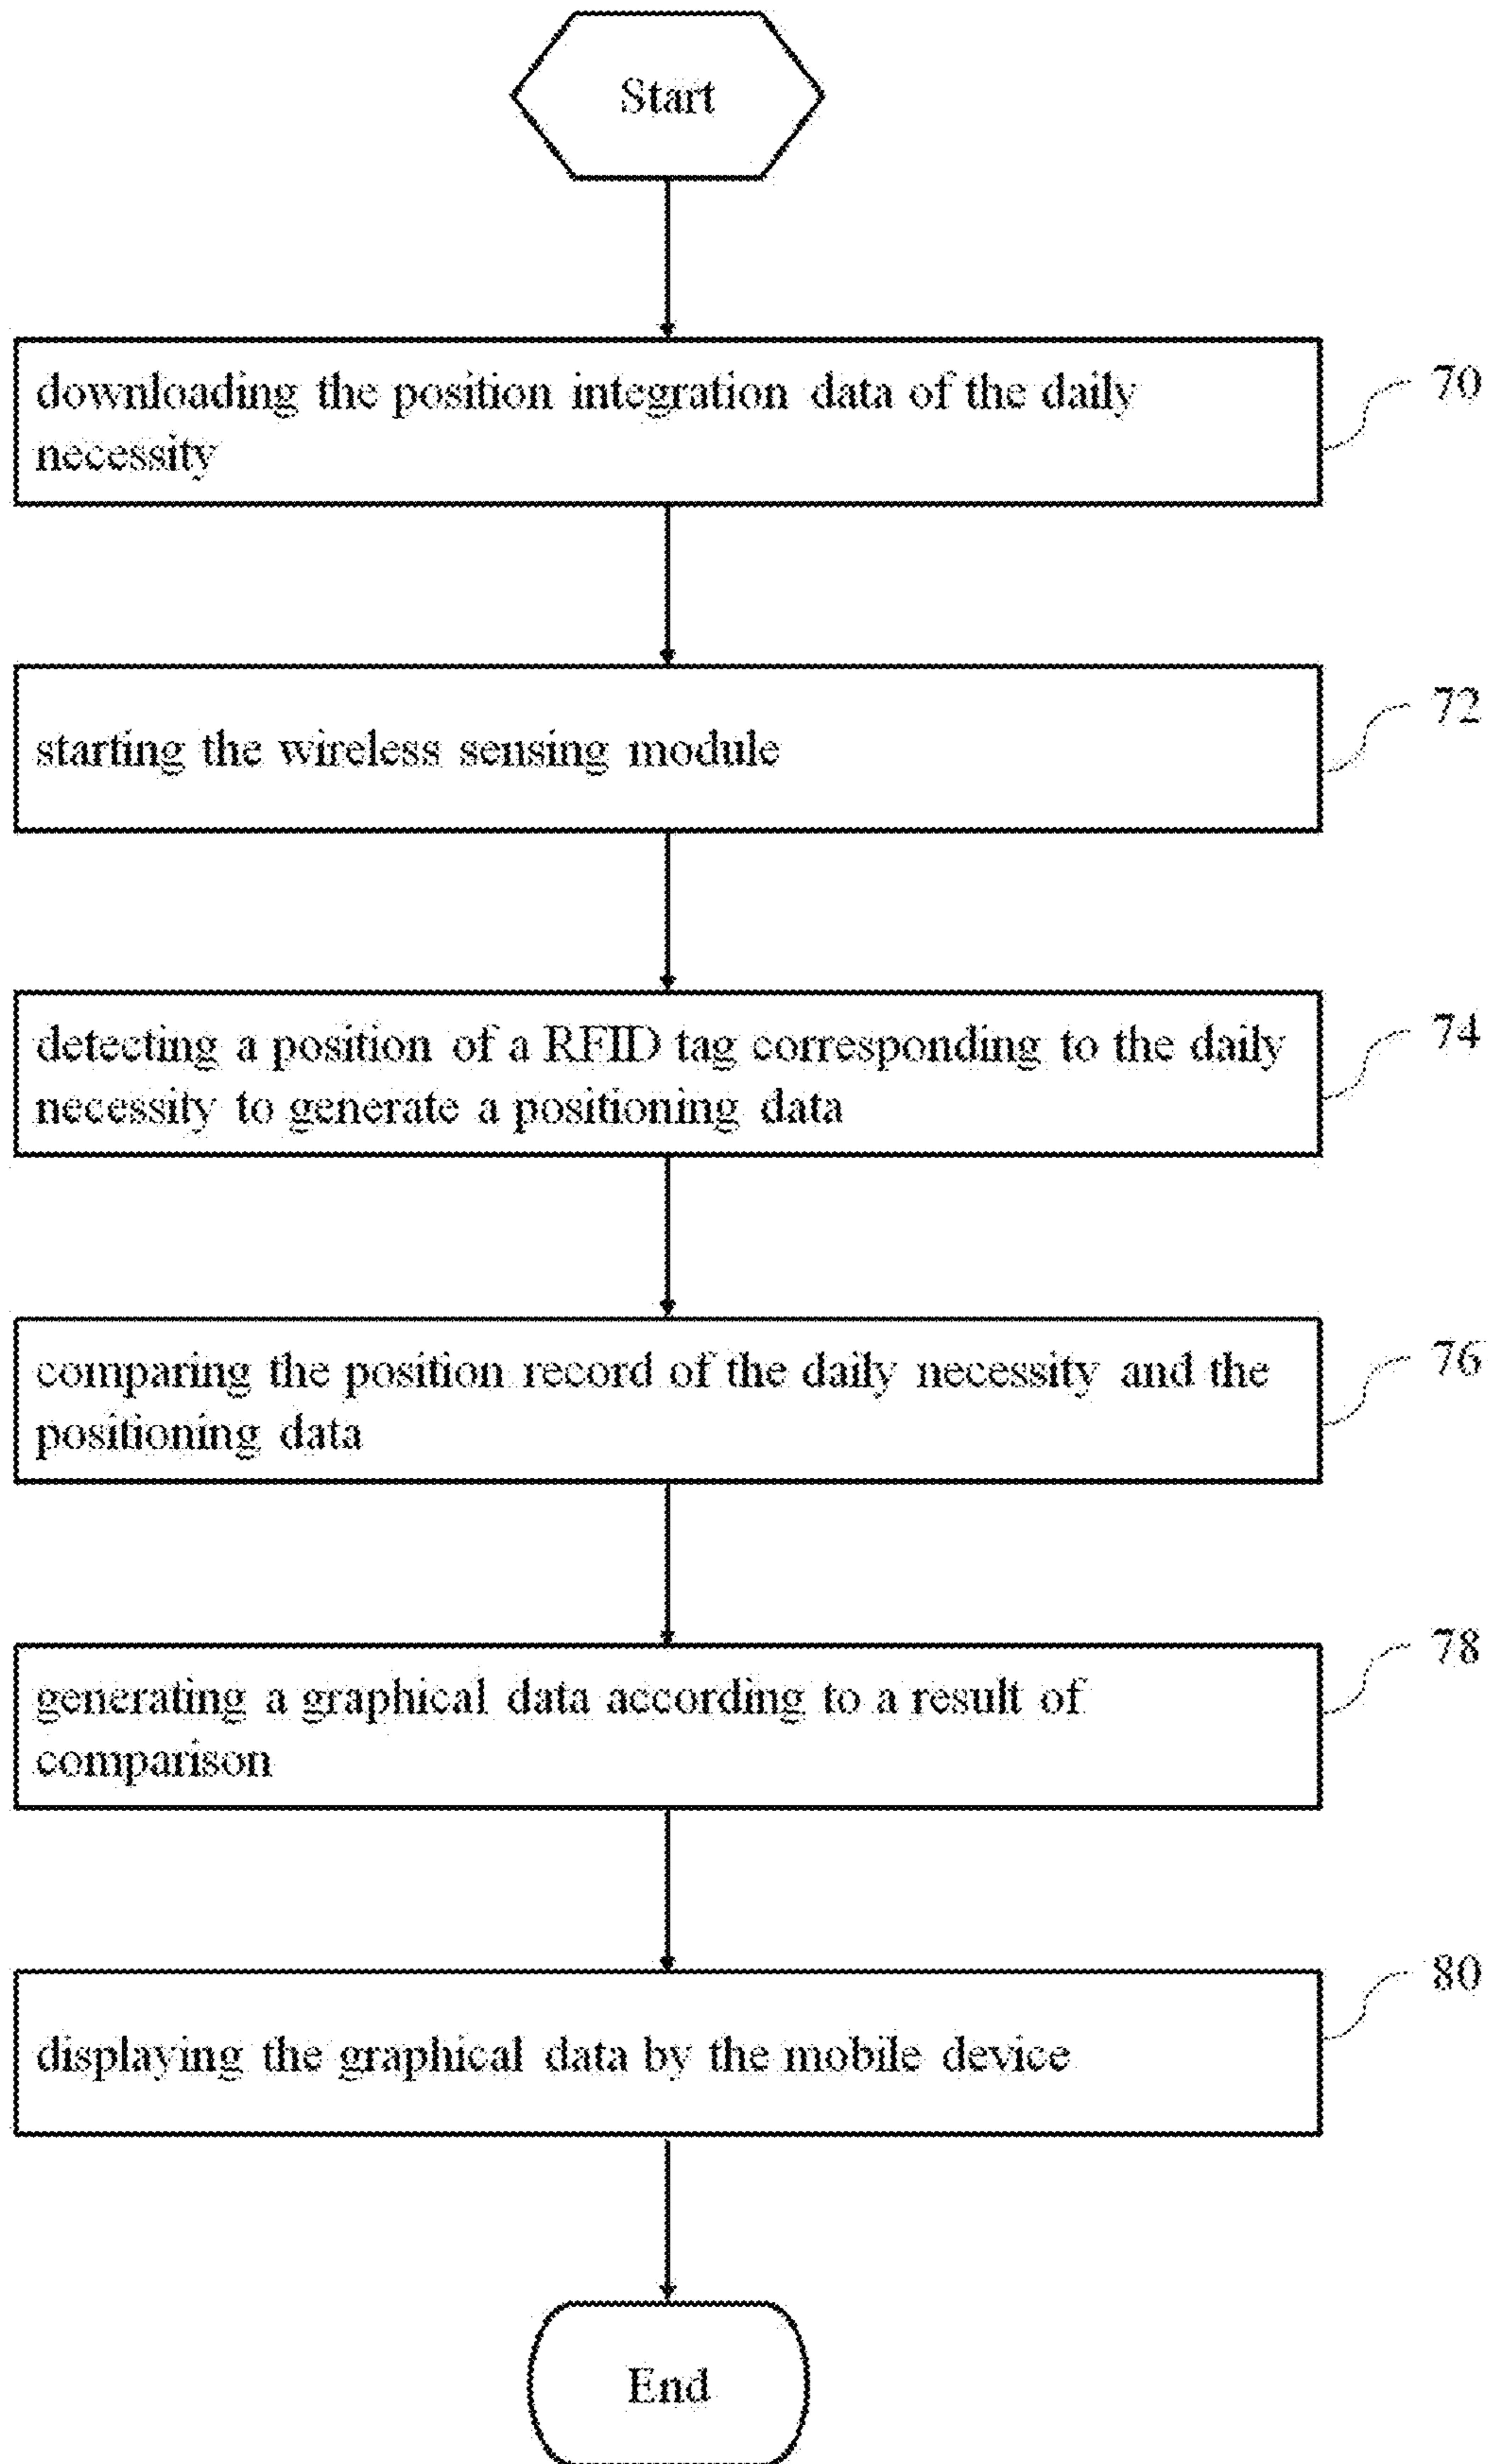 Start
downloading the position integration data of the daily
necessity
70
starting the wireless sensing module
72
detecting a position of a RFID tag corresponding to the daily
necessity to generate a positioning data
74
comparing the position record of the daily necessity and the
positioning data
76
generating a graphical data according to a result of
comparison
78
displaying the graphical data by the mobile device
80
End